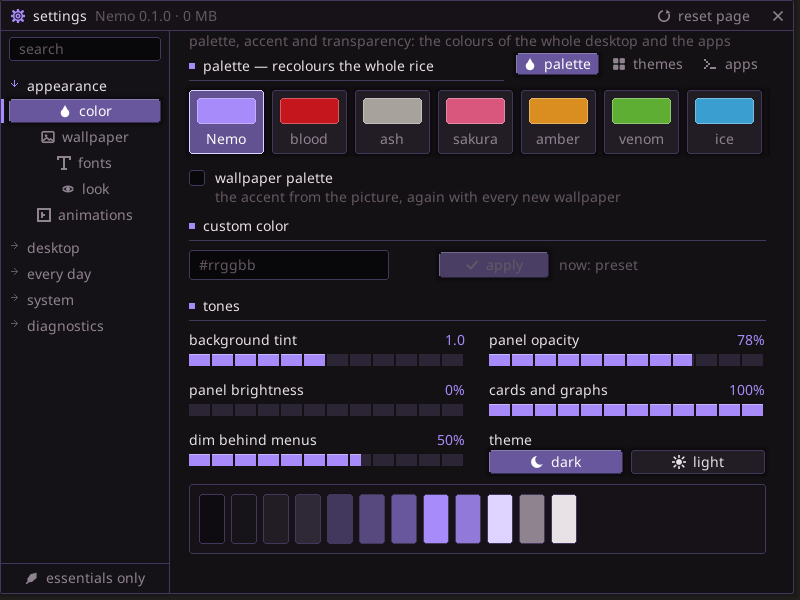 settings Nemo 0.1.0 · 0 MB reset page
search
appearance
color
wallpaper
fonts
look
animations
desktop
every day
system
diagnostics
essentials only
palette, accent and transparency: the colours of the whole desktop and the apps
palette — recolours the whole rice
palette themes apps
Nemo blood ash sakura amber venom ice
wallpaper palette
the accent from the picture, again with every new wallpaper
custom color
#rrggbb apply now: preset
tones
background tint 1.0 panel opacity 78%
panel brightness 0% cards and graphs 100%
dim behind menus 50% theme
dark light